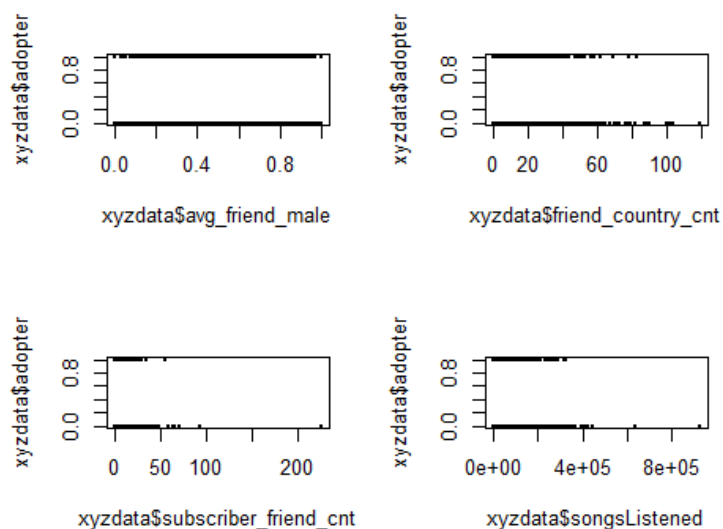 xyzdata$adopter
0.8
0.0
0.0 0.4 0.8
xyzdata$avg_friend_male
xyzdata$adopter
0.8
0.0
0 20 60 100
xyzdata$friend_country_cnt
xyzdata$adopter
0.8
0.0
0 50 100 200
xyzdata$subscriber_friend_cnt
xyzdata$adopter
0.8
0.0
0e+00 4e+05 8e+05
xyzdata$songsListened